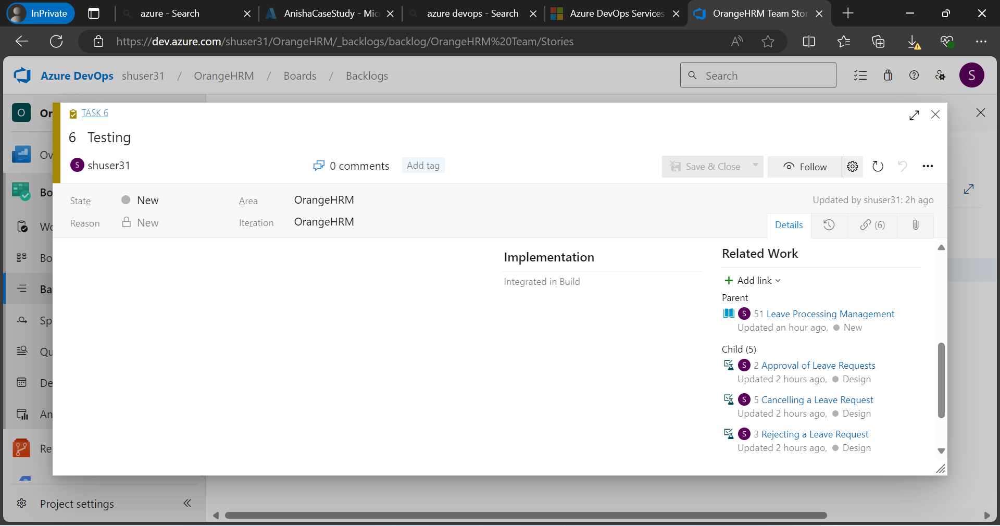 InPrivate
azure - Search
AnishaCaseStudy - Mic
azure devops - Search
Azure DevOps Services
OrangeHRM Team Stor
https://dev.azure.com/shuser31/OrangeHRM/_backlogs/backlog/OrangeHRM%20Team/Stories
Azure DevOps shuser31 / OrangeHRM / Boards / Backlogs
Search
S
O Or
Ov
Bo
Wo
Bo
Ba
Sp
Qu
De
An
Re
Project settings
TASK 6
6 Testing
S shuser31
0 comments
Add tag
Save & Close
Follow
State New
Area OrangeHRM
Updated by shuser31: 2h ago
Reason New
Iteration OrangeHRM
Details
(6)
Implementation
Integrated in Build
Related Work
Add link
Parent
S 51 Leave Processing Management
Updated an hour ago, New
Child (5)
S 2 Approval of Leave Requests
Updated 2 hours ago, Design
S 5 Cancelling a Leave Request
Updated 2 hours ago, Design
S 3 Rejecting a Leave Request
Updated 2 hours ago, Design